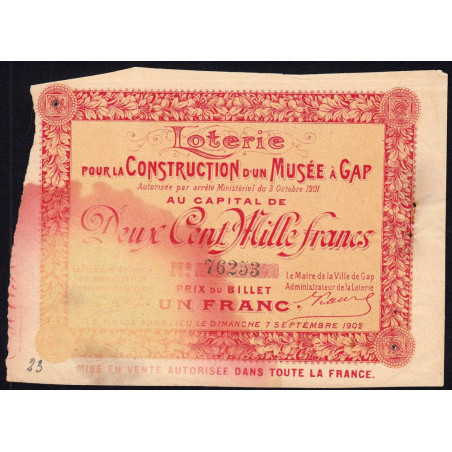 Loterie
POUR LA CONSTRUCTION D'UN MUSÉE À GAP
Autorisée par arrêté Ministériel du 3 Octobre 1901
AU CAPITAL DE
Deux Cent Mille francs
No 76253
Le Maire de la Ville de Gap
Administrateur de la Loterie
PRIX DU BILLET
UN FRANC
LIEU LE DIMANCHE 7 SEPTEMBRE 1902
23
MISE EN VENTE AUTORISÉE DANS TOUTE LA FRANCE.